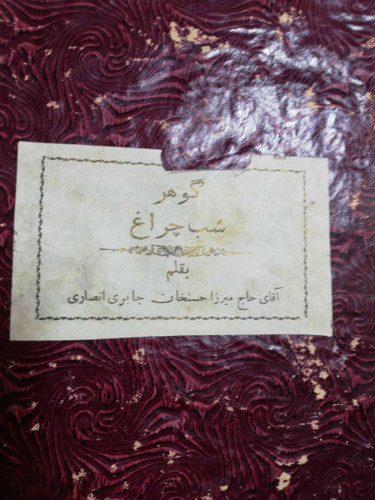 گوهر
شب چراغ
بقلم
آقای حاج میرزا حسنخان جابری انصاری